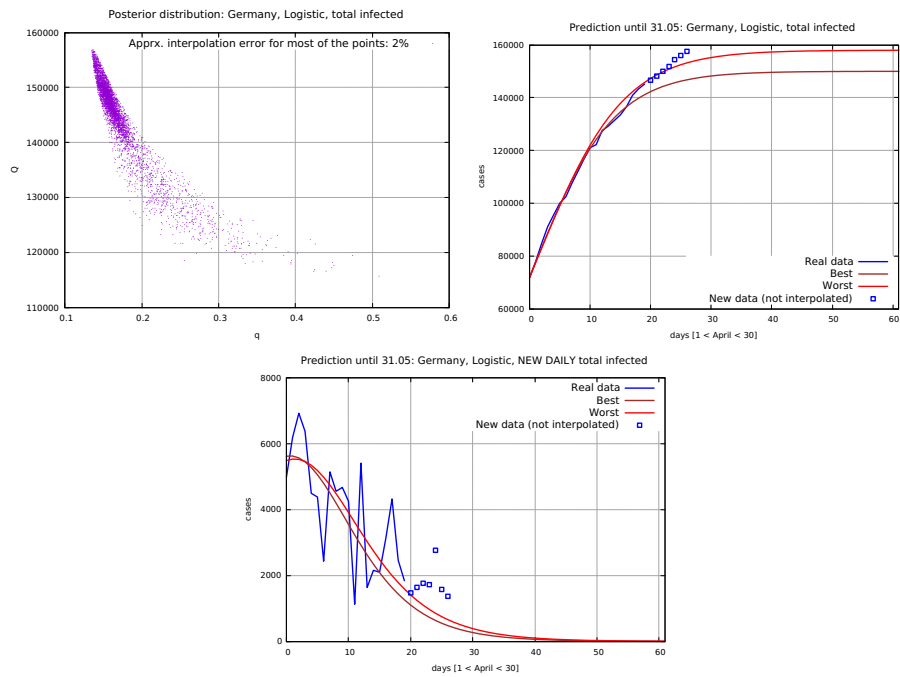 Posterior distribution: Germany, Logistic, total infected
160000
150000
140000
130000
120000
110000
Q
Apprx. interpolation error for most of the points: 2%
0.1 0.2 0.3 0.4 0.5 0.6
q
Prediction until 31.05: Germany, Logistic, total infected
160000
140000
120000
100000
80000
60000
cases
Real data
Best
Worst
New data (not interpolated)
0 10 20 30 40 50 60
days [1 < April < 30]
Prediction until 31.05: Germany, Logistic, NEW DAILY total infected
8000
6000
4000
2000
0
cases
Real data
Best
Worst
New data (not interpolated)
0 10 20 30 40 50 60
days [1 < April < 30]